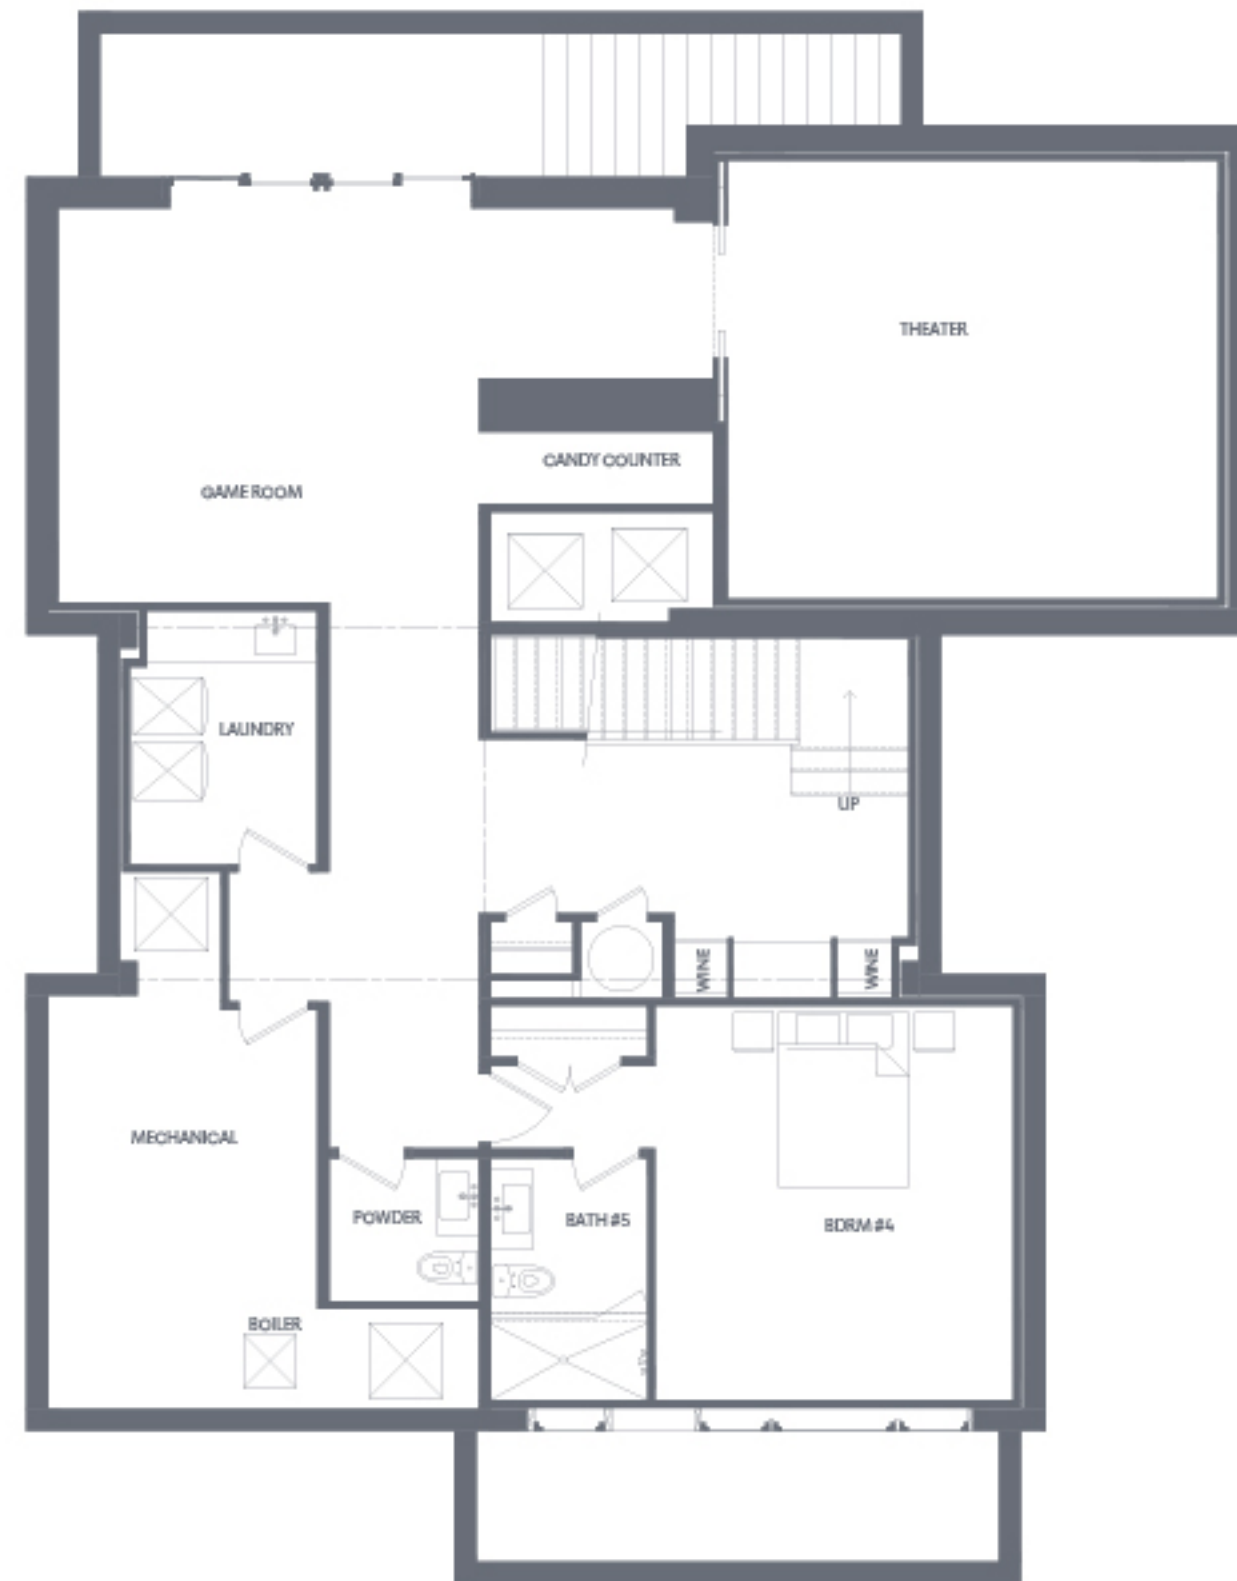 THEATER
CANDY COUNTER
GAME ROOM
LAUNDRY
UP
WINE
WINE
MECHANICAL
POWDER
BATH #5
BDRM #4
BOILER